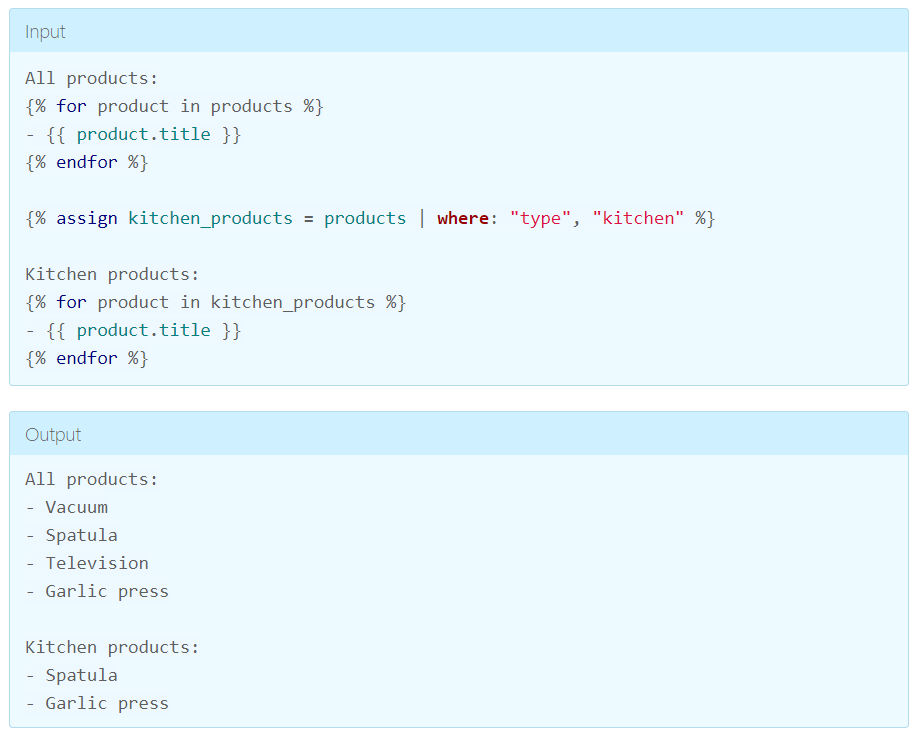 Input
All products:
{% for product in products %}
- {{ product.title }}
{% endfor %}
{% assign kitchen_products = products | where: "type", "kitchen" %}
Kitchen products:
{% for product in kitchen_products %}
- {{ product.title }}
{% endfor %}
Output
All products:
- Vacuum
- Spatula
- Television
- Garlic press
Kitchen products:
- Spatula
- Garlic press